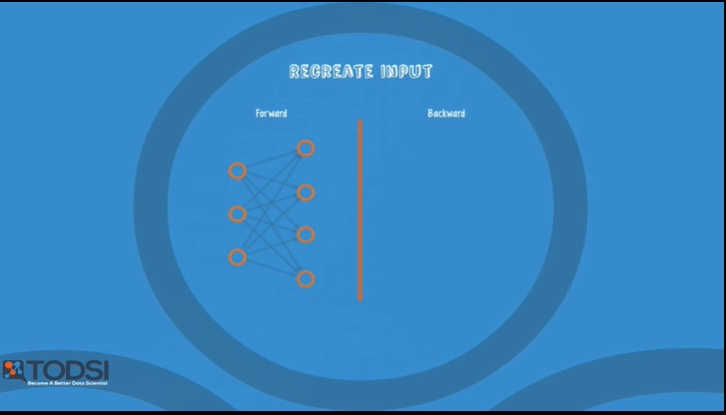 RECREATE INPUT
Forward
Backward
TODSI
Become A Better Data Scientist